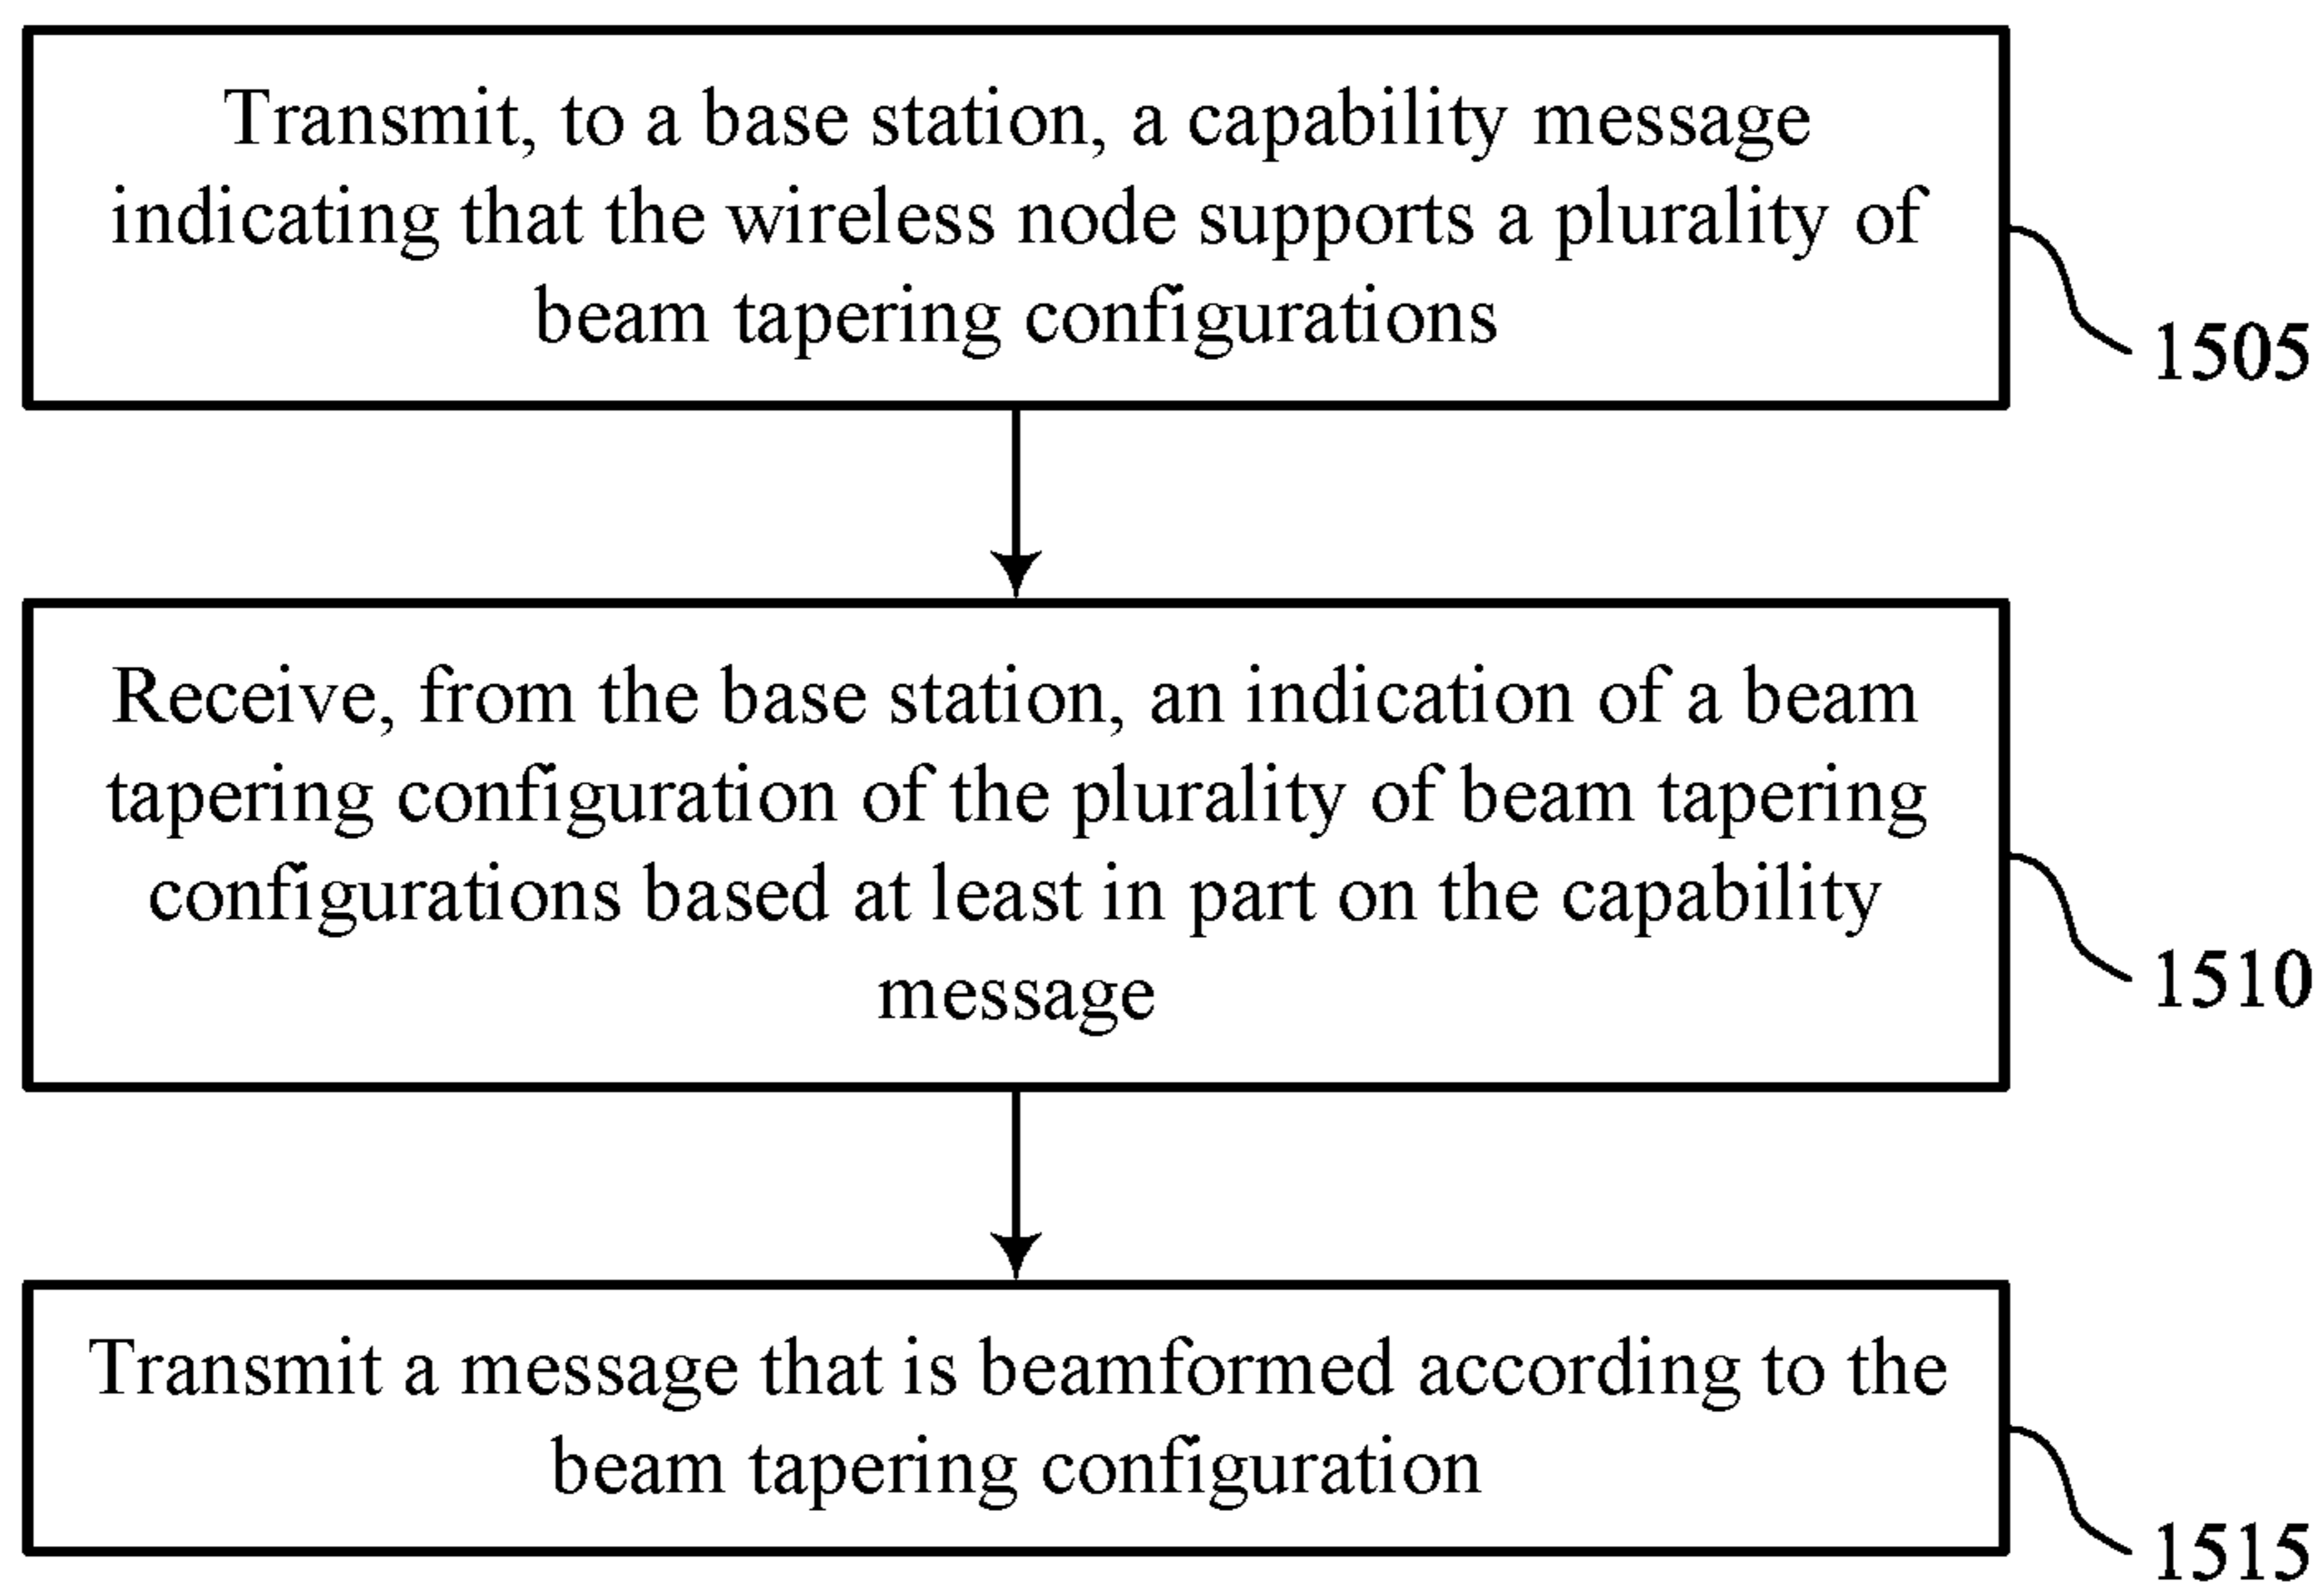 Transmit, to a base station, a capability message
indicating that the wireless node supports a plurality of
beam tapering configurations
1505
Receive, from the base station, an indication of a beam
tapering configuration of the plurality of beam tapering
configurations based at least in part on the capability
message
1510
Transmit a message that is beamformed according to the
beam tapering configuration
1515